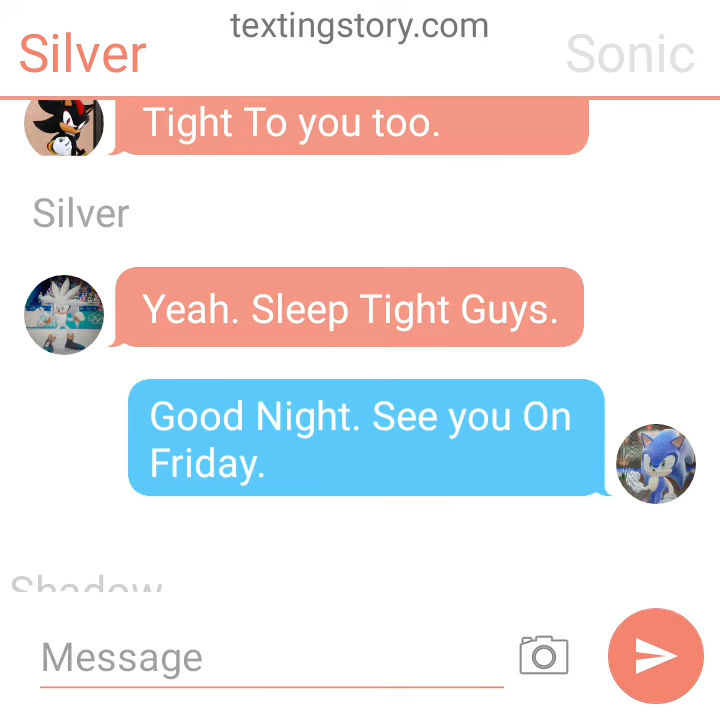 textingstory.com
Silver
Sonic
Tight To you too.
Silver
Yeah. Sleep Tight Guys.
Good Night. See you On
Friday.
Shadow
Message